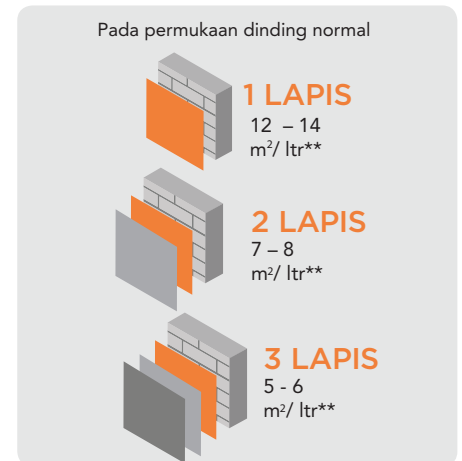 Pada permukaan dinding normal
1 LAPIS
12 – 14
m²/ ltr**
2 LAPIS
7 – 8
m²/ ltr**
3 LAPIS
5 - 6
m²/ ltr**